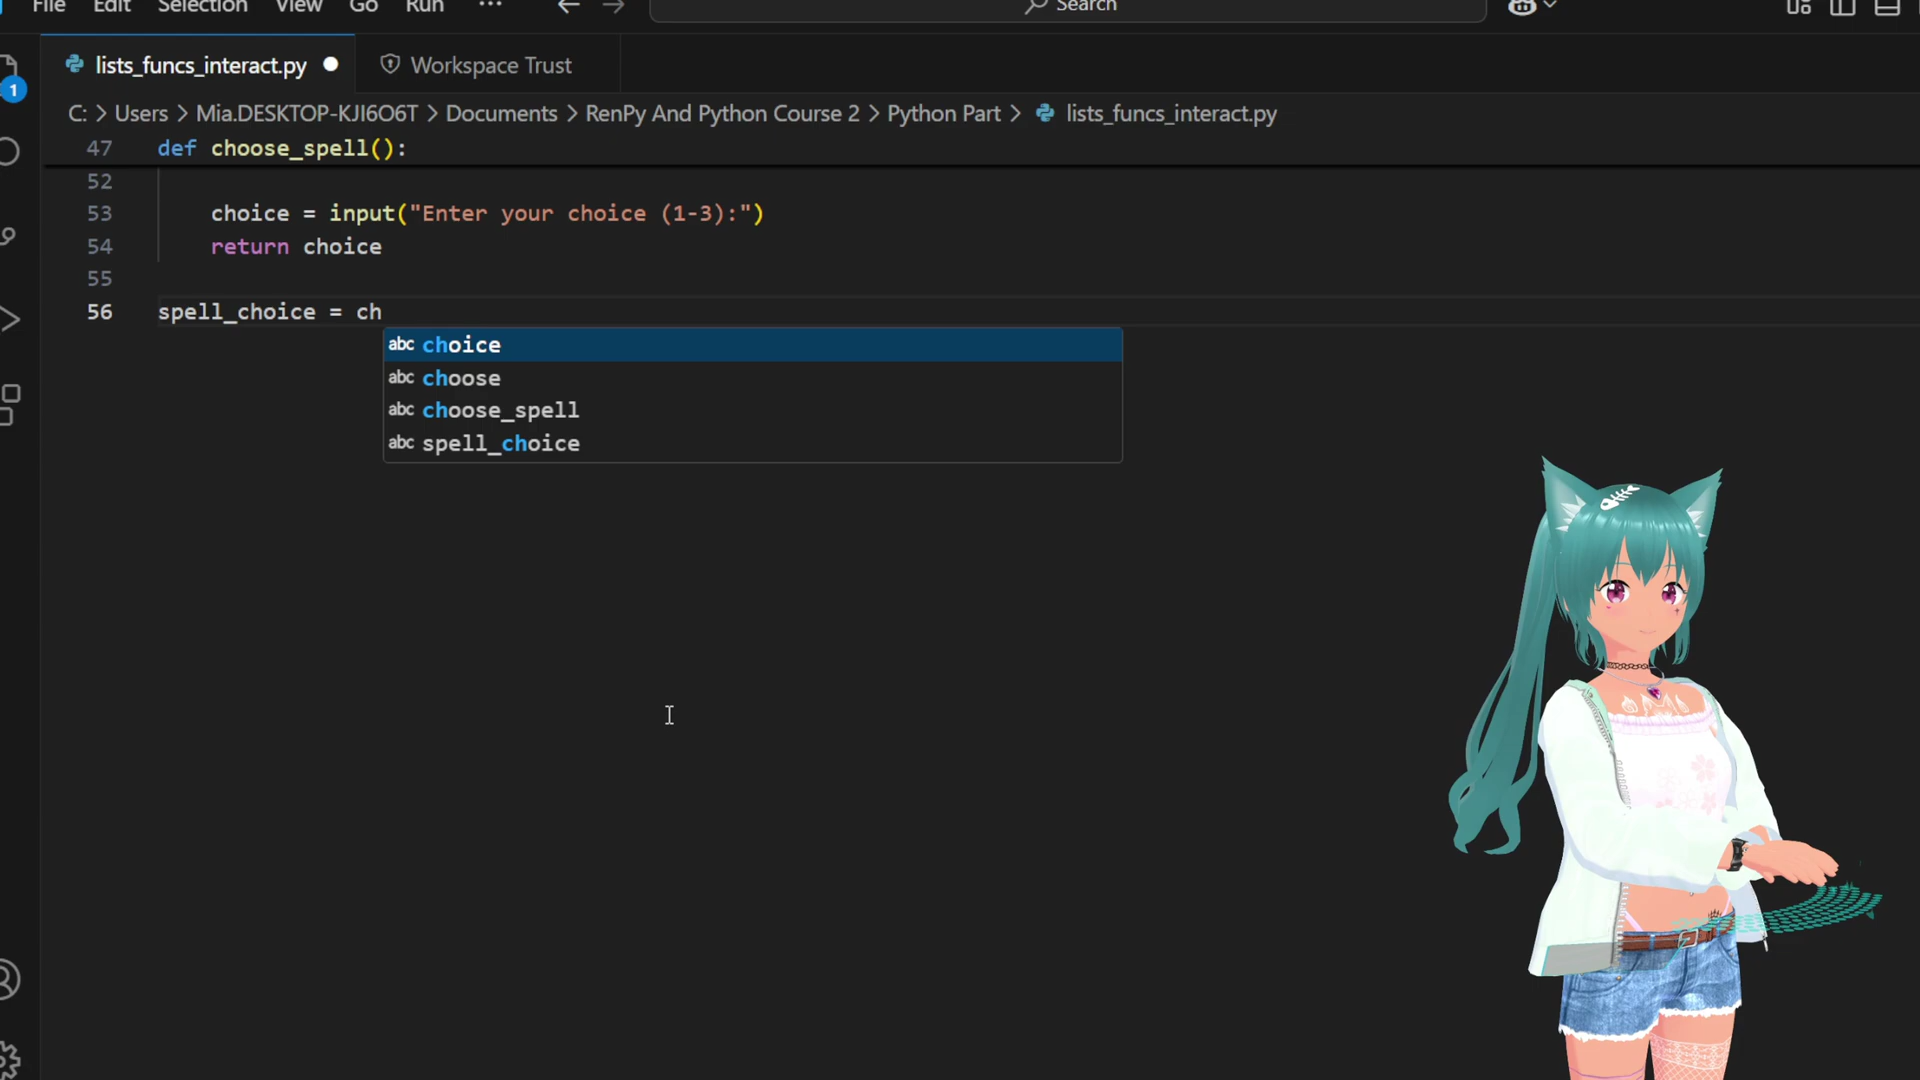 File Edit Selection View Go Run ··· Search
lists_funcs_interact.py Workspace Trust
1
C: > Users > Mia.DESKTOP-KJI6O6T > Documents > RenPy And Python Course 2 > Python Part > lists_funcs_interact.py
47 def choose_spell():
52
53 choice = input("Enter your choice (1-3):")
54 return choice
55
56 spell_choice = ch
abc choice
abc choose
abc choose_spell
abc spell_choice